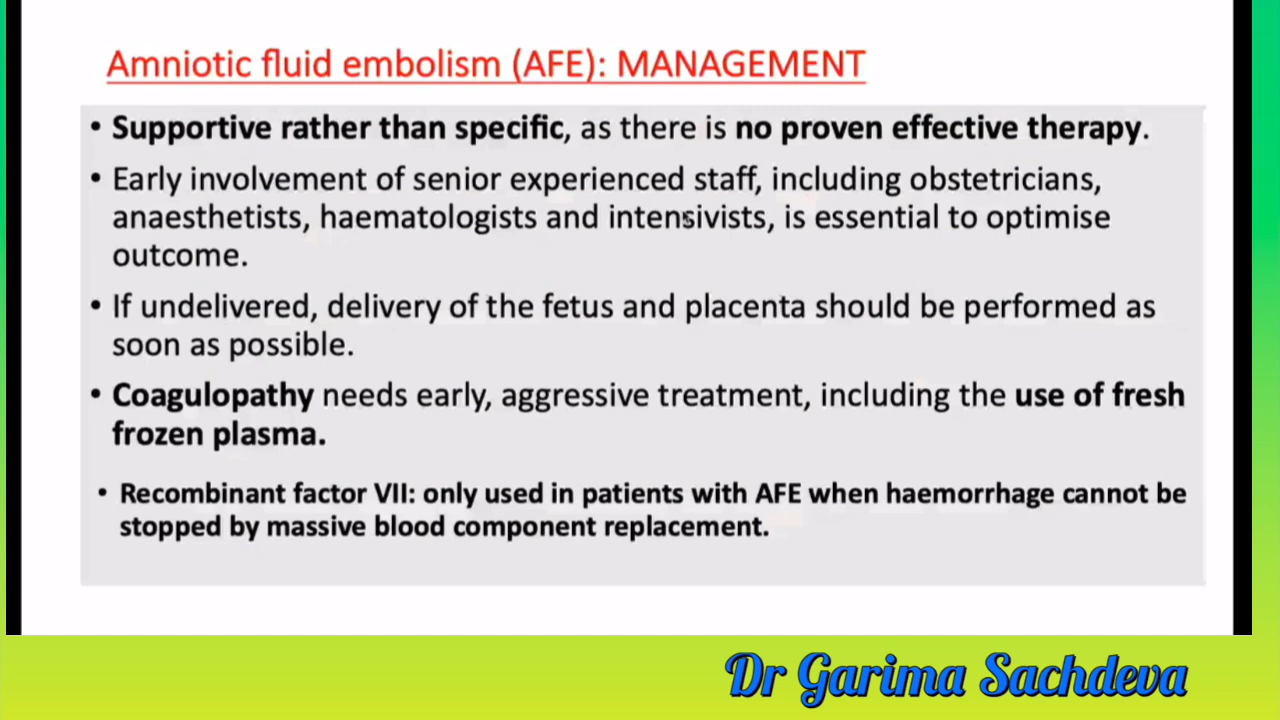 Amniotic fluid embolism (AFE): MANAGEMENT
• Supportive rather than specific, as there is no proven effective therapy.
• Early involvement of senior experienced staff, including obstetricians,
anaesthetists, haematologists and intensivists, is essential to optimise
outcome.
• If undelivered, delivery of the fetus and placenta should be performed as
soon as possible.
• Coagulopathy needs early, aggressive treatment, including the use of fresh
frozen plasma.
• Recombinant factor VII: only used in patients with AFE when haemorrhage cannot be
stopped by massive blood component replacement.
Dr Garima Sachdeva